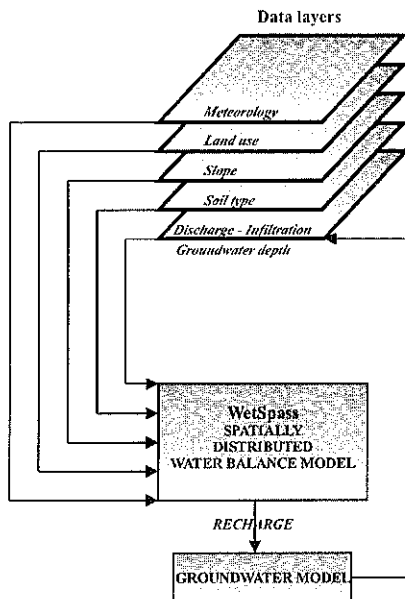 Data layers
Meteorology
Land use
Slope
Soil type
Discharge - Infiltration
Groundwater depth
WetSpass
SPATIALLY
DISTRIBUTED
WATER BALANCE MODEL
RECHARGE
GROUNDWATER MODEL